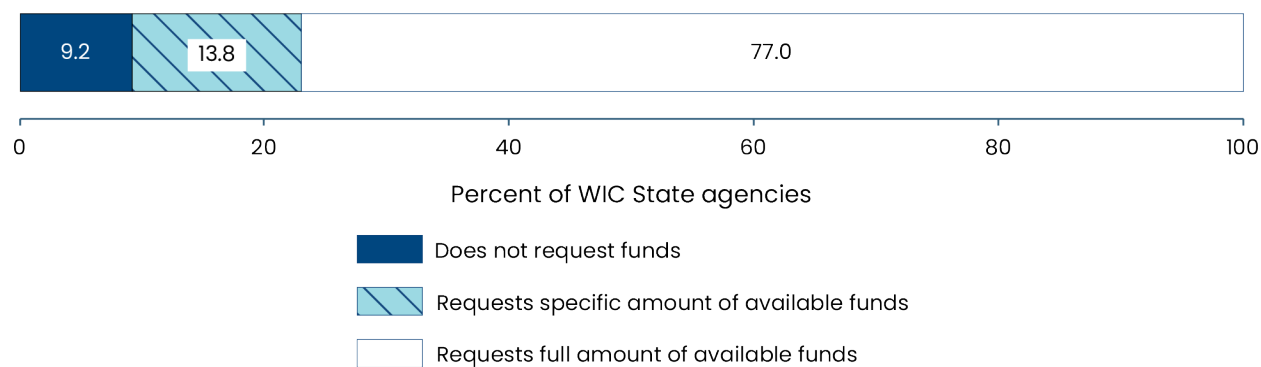 9.2 13.8 77.0
0 20 40 60 80 100
Percent of WIC State agencies
Does not request funds
Requests specific amount of available funds
Requests full amount of available funds